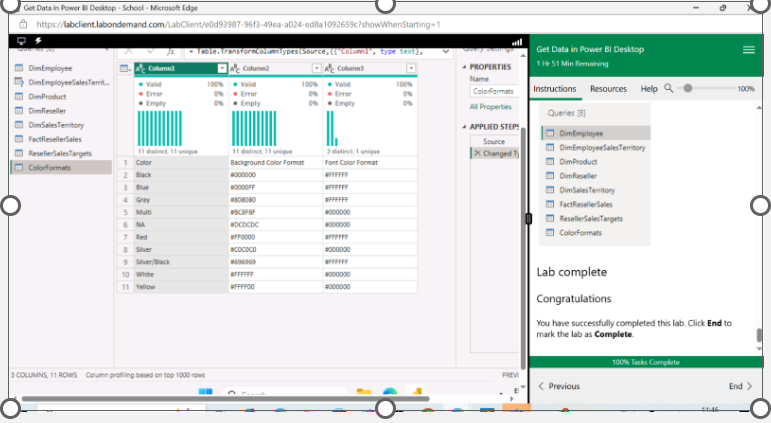 Get Data in Power BI Desktop - School - Microsoft Edge
https://labclient.labondemand.com/LabClient/e0d93987-96f3-49ea-a024-ed8a1092659c?showWhenStarting=1
= Table.TransformColumnTypes(Source,{{"Column1", type text},
DimEmployee
DimEmployeeSalesTerrit...
DimProduct
DimReseller
DimSalesTerritory
FactResellerSales
ResellerSalesTargets
ColorFormats
Column1 Column2 Column3
Valid 100% Valid 100% Valid 100%
Error 0% Error 0% Error 0%
Empty 0% Empty 0% Empty 0%
11 distinct, 11 unique 11 distinct, 11 unique 3 distinct, 1 unique
1 Color Background Color Format Font Color Format
2 Black #000000 #FFFFFF
3 Blue #0000FF #FFFFFF
4 Grey #808080 #FFFFFF
5 Multi #BC8F8F #000000
6 NA #DCDCDC #000000
7 Red #FF0000 #FFFFFF
8 Silver #C0C0C0 #000000
9 Silver/Black #696969 #FFFFFF
10 White #FFFFFF #000000
11 Yellow #FFFF00 #000000
PROPERTIES
Name
ColorFormats
All Properties
APPLIED STEPS
Source
Changed Ty
3 COLUMNS, 11 ROWS Column profiling based on top 1000 rows
PREVI
Get Data in Power BI Desktop
1 Hr 51 Min Remaining
Instructions Resources Help 100%
Queries [8]
DimEmployee
DimEmployeeSalesTerritory
DimProduct
DimReseller
DimSalesTerritory
FactResellerSales
ResellerSalesTargets
ColorFormats
Lab complete
Congratulations
You have successfully completed this lab. Click End to
mark the lab as Complete.
100% Tasks Complete
< Previous End >
11:46